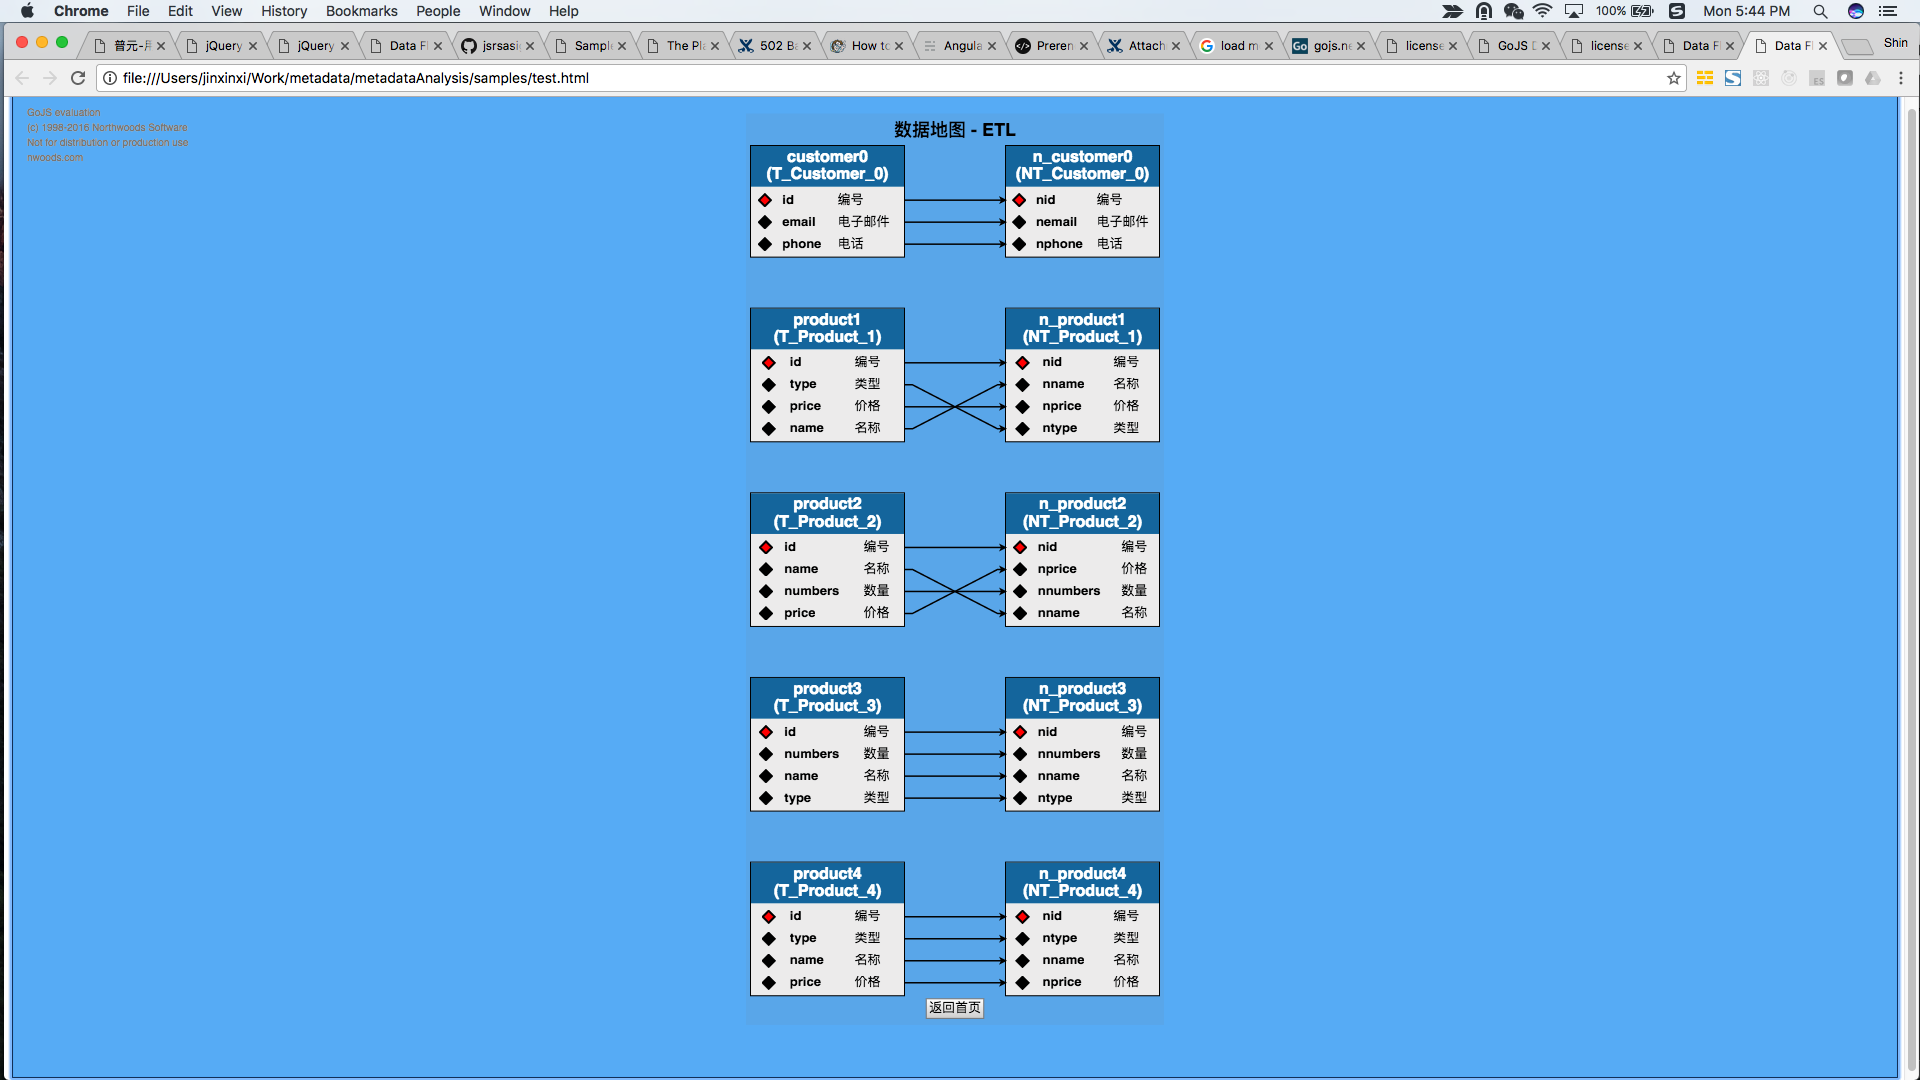 Chrome File Edit View History Bookmarks People Window Help 100% Mon 5:44 PM
jQuery jQuery Data Fl jsrsasi Sample The Pla 502 Ba How to Angula Preren Attach load m gojs.ne license GoJS D license Data Fl Data Fl Shin
file:///Users/jinxinxi/Work/metadata/metadataAnalysis/samples/test.html
GoJS evaluation
(c) 1998-2016 Northwoods Software
Not for distribution or production use
nwoods.com
数据地图 - ETL
customer0
(T_Customer_0)
id 编号
email 电子邮件
phone 电话
n_customer0
(NT_Customer_0)
nid 编号
nemail 电子邮件
nphone 电话
product1
(T_Product_1)
id 编号
type 类型
price 价格
name 名称
n_product1
(NT_Product_1)
nid 编号
nname 名称
nprice 价格
ntype 类型
product2
(T_Product_2)
id 编号
name 名称
numbers 数量
price 价格
n_product2
(NT_Product_2)
nid 编号
nprice 价格
nnumbers 数量
nname 名称
product3
(T_Product_3)
id 编号
numbers 数量
name 名称
type 类型
n_product3
(NT_Product_3)
nid 编号
nnumbers 数量
nname 名称
ntype 类型
product4
(T_Product_4)
id 编号
type 类型
name 名称
price 价格
n_product4
(NT_Product_4)
nid 编号
ntype 类型
nname 名称
nprice 价格
返回首页